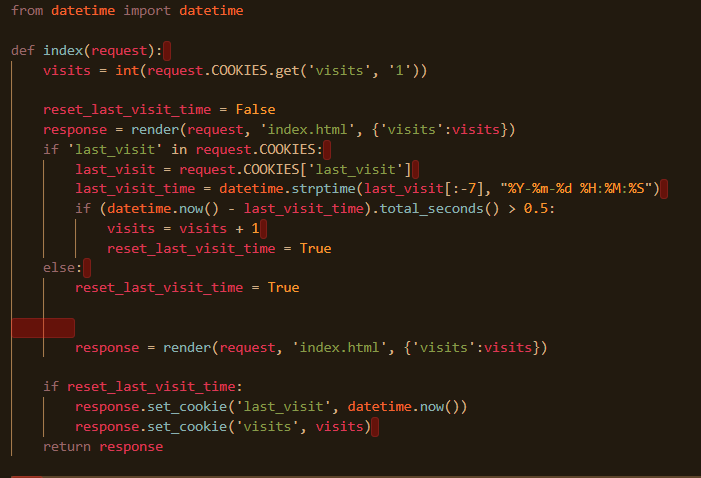 from datetime import datetime

def index(request):
    visits = int(request.COOKIES.get('visits', '1'))

    reset_last_visit_time = False
    response = render(request, 'index.html', {'visits':visits})
    if 'last_visit' in request.COOKIES:
        last_visit = request.COOKIES['last_visit']
        last_visit_time = datetime.strptime(last_visit[:-7], "%Y-%m-%d %H:%M:%S")
        if (datetime.now() - last_visit_time).total_seconds() > 0.5:
            visits = visits + 1
            reset_last_visit_time = True
    else:
        reset_last_visit_time = True

        response = render(request, 'index.html', {'visits':visits})

    if reset_last_visit_time:
        response.set_cookie('last_visit', datetime.now())
        response.set_cookie('visits', visits)
    return response